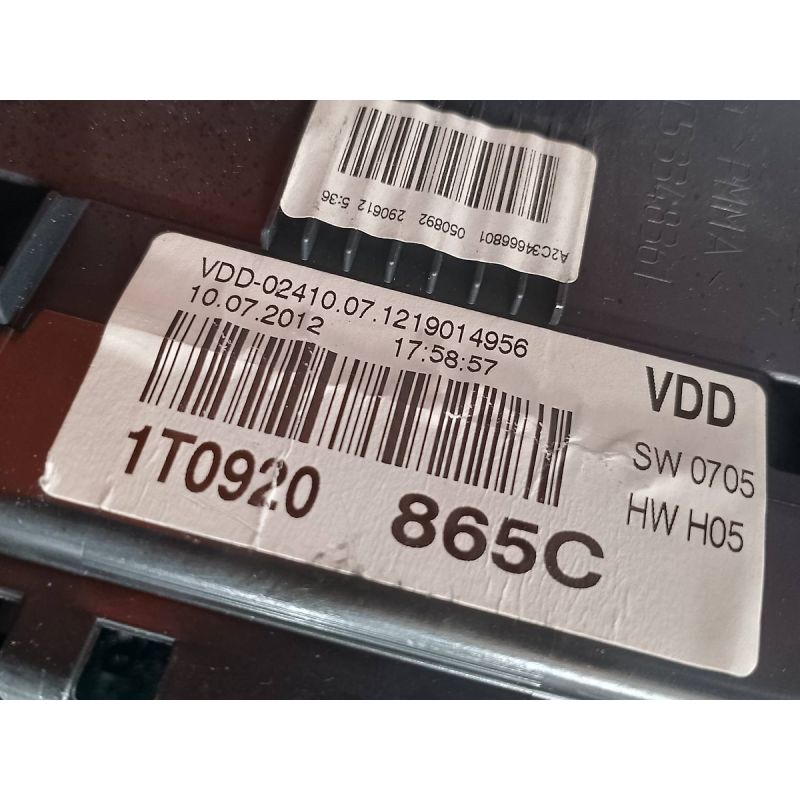 A2C34666801 050892 290612 5:36
VDD-02410.07.1219014956
10.07.2012 17:58:57
VDD
SW 0705
HW H05
1T0920 865C